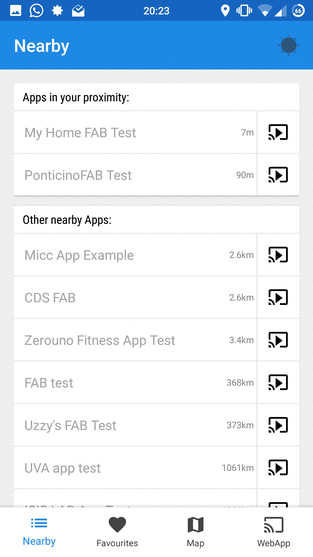 20:23
66
Nearby
Apps in your proximity:
My Home FAB Test 7m
PonticinoFAB Test 90m
Other nearby Apps:
Micc App Example 2.6km
CDS FAB 2.6km
Zerouno Fitness App Test 3.4km
FAB test 368km
Uzzy's FAB Test 373km
UVA app test 1061km
Nearby Favourites Map WebApp